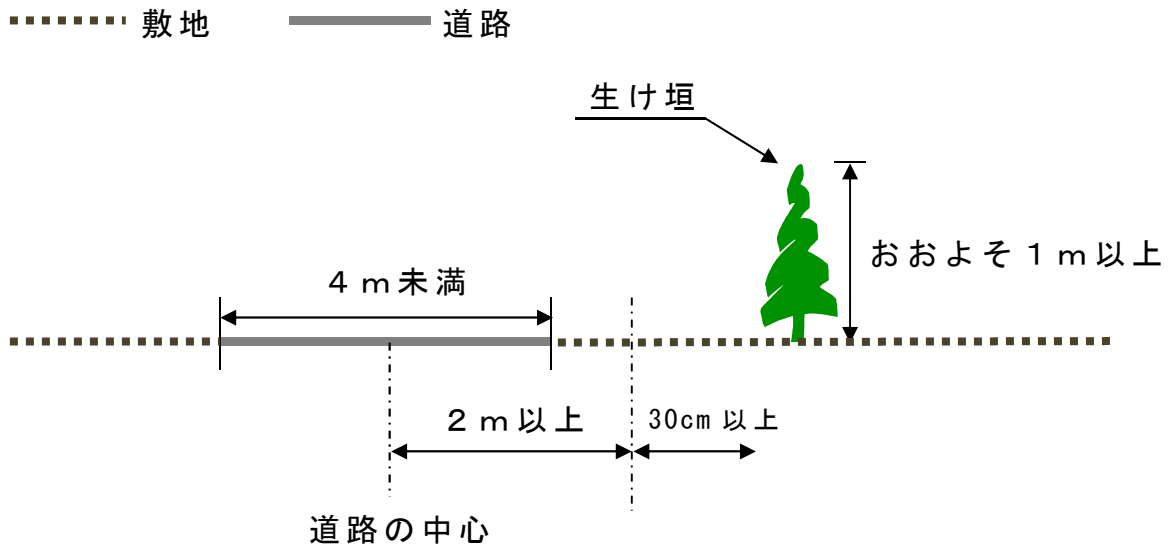 敷地 道路
生け垣
おおよそ１ｍ以上
４ｍ未満
２ｍ以上 30cm 以上
道路の中心